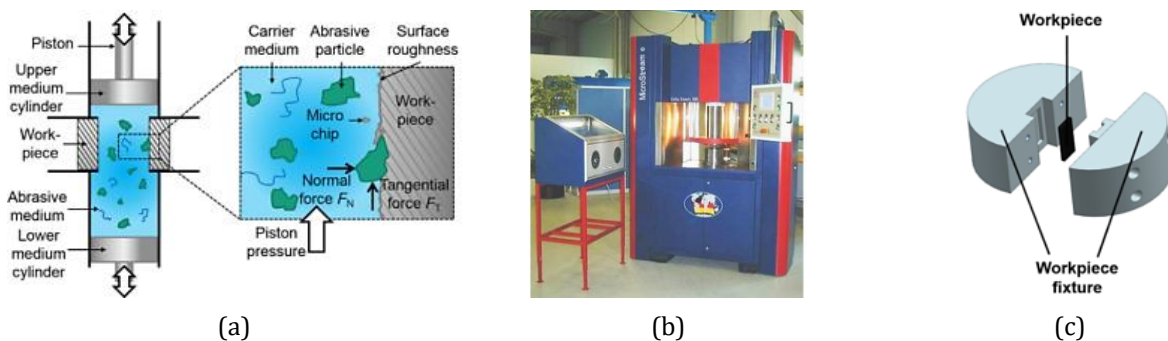 Piston
Upper
medium
cylinder
Work-
piece
Abrasive
medium
Lower
medium
cylinder
Carrier
medium
Abrasive
particle
Surface
roughness
Work-
piece
Micro
chip
Normal
force FN
Tangential
force FT
Piston
pressure
(a)
MicroStream
(b)
Workpiece
Workpiece
fixture
(c)